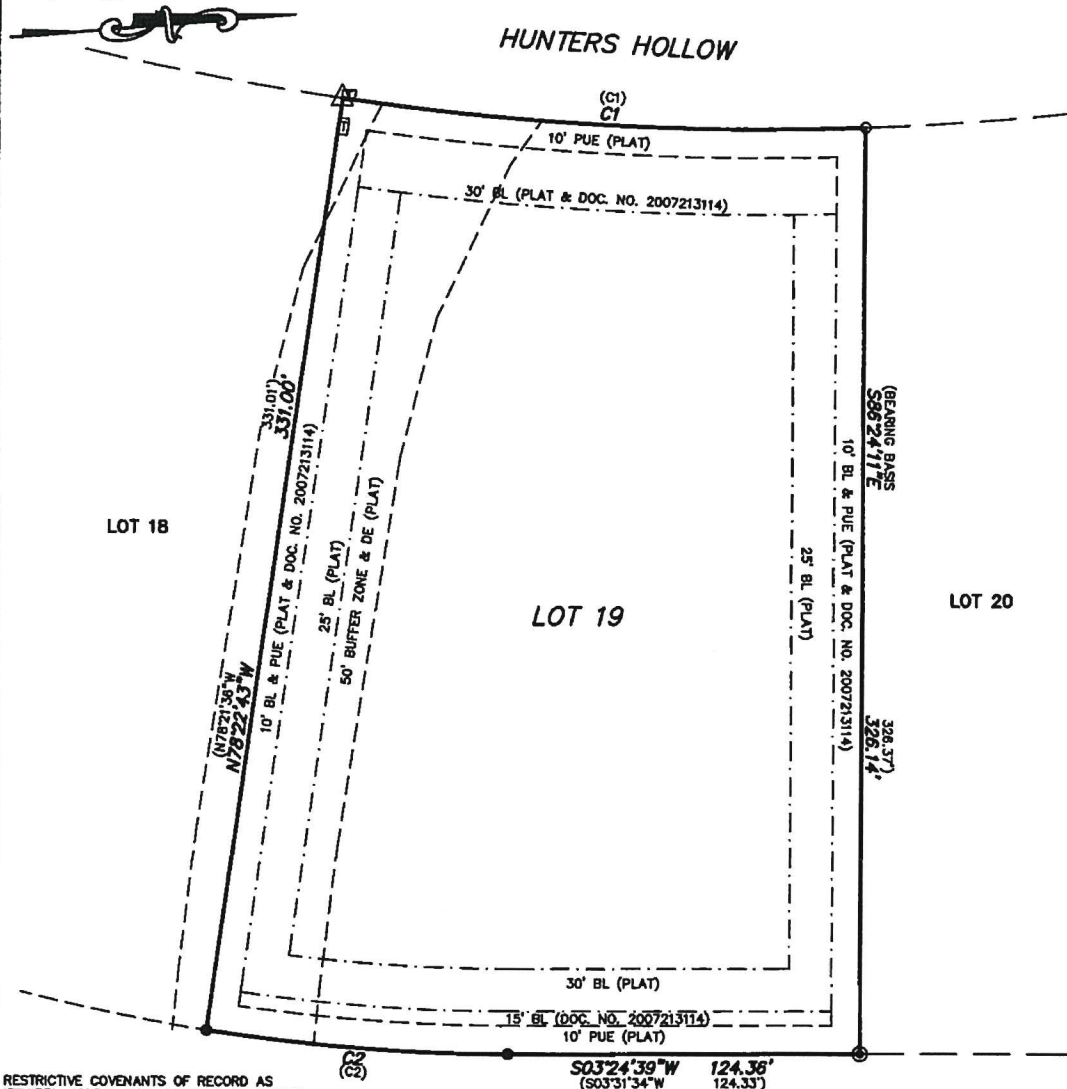 HUNTERS HOLLOW
(C1)
C1
10' PUE (PLAT)
30' BL (PLAT & DOC. NO. 2007213114)
331.01')
331.00'
(N78°21'36"W
N78°22'43"W
10' BL & PUE (PLAT & DOC. NO. 2007213114)
25' BL (PLAT)
50' BUFFER ZONE & DE (PLAT)
LOT 18
LOT 19
25' BL (PLAT)
10' BL & PUE (PLAT & DOC. NO. 2007213114)
(BEARING BASIS
S86°24'11"E
326.37')
326.14'
LOT 20
30' BL (PLAT)
15' BL (DOC. NO. 2007213114)
10' PUE (PLAT)
C2
(C2)
S03°24'39"W 124.36'
(S03°31'34"W 124.33')
RESTRICTIVE COVENANTS OF RECORD AS